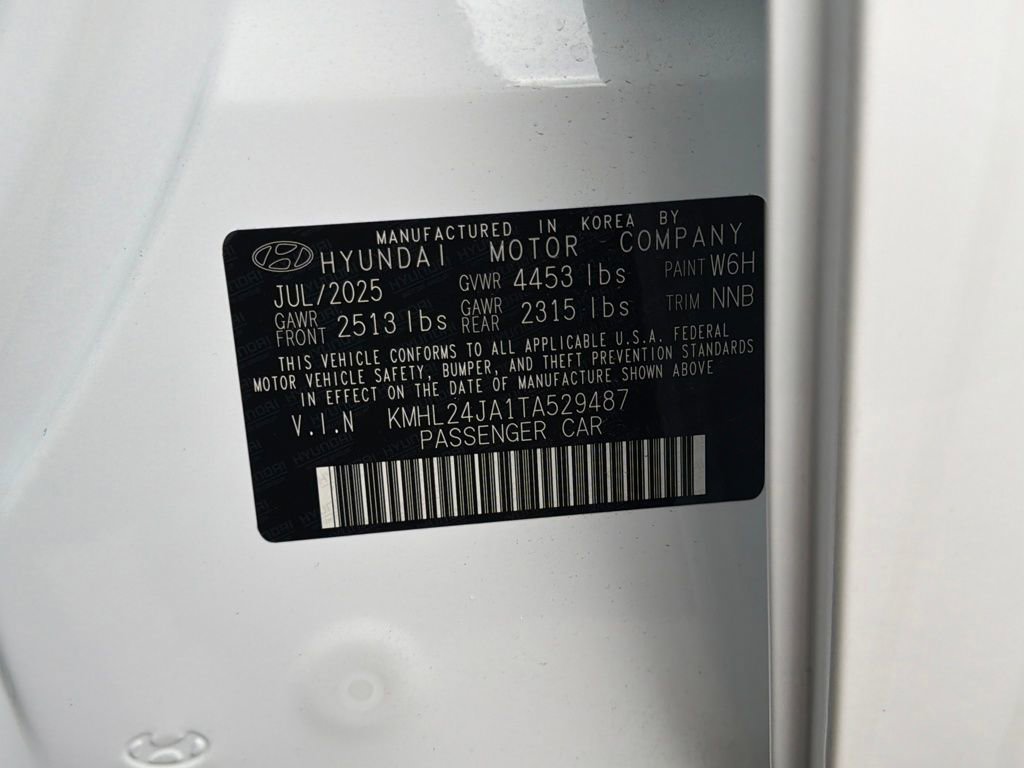 MANUFACTURED IN KOREA BY
HYUNDAI MOTOR COMPANY
JUL/2025 GVWR 4453 lbs PAINT W6H
GAWR FRONT 2513 lbs GAWR REAR 2315 lbs TRIM NNB
THIS VEHICLE CONFORMS TO ALL APPLICABLE U.S.A. FEDERAL
MOTOR VEHICLE SAFETY, BUMPER, AND THEFT PREVENTION STANDARDS
IN EFFECT ON THE DATE OF MANUFACTURE SHOWN ABOVE
V.I.N KMHL24JA1TA529487
PASSENGER CAR